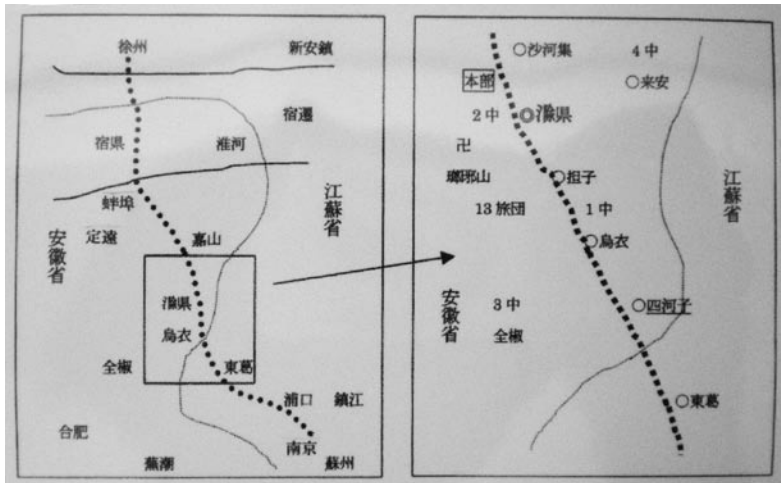 徐州
新安鎮
宿遷
宿県
淮河
蚌埠
江蘇省
安徽省
定遠
嘉山
滁県
烏衣
全椒
東葛
浦口
鎮江
合肥
南京
蕪潮
蘇州
沙河集
4中
本部
来安
2中
滁県
卍
瑯琊山
担子
13旅団
1中
烏衣
安徽省
3中
四河子
全椒
東葛